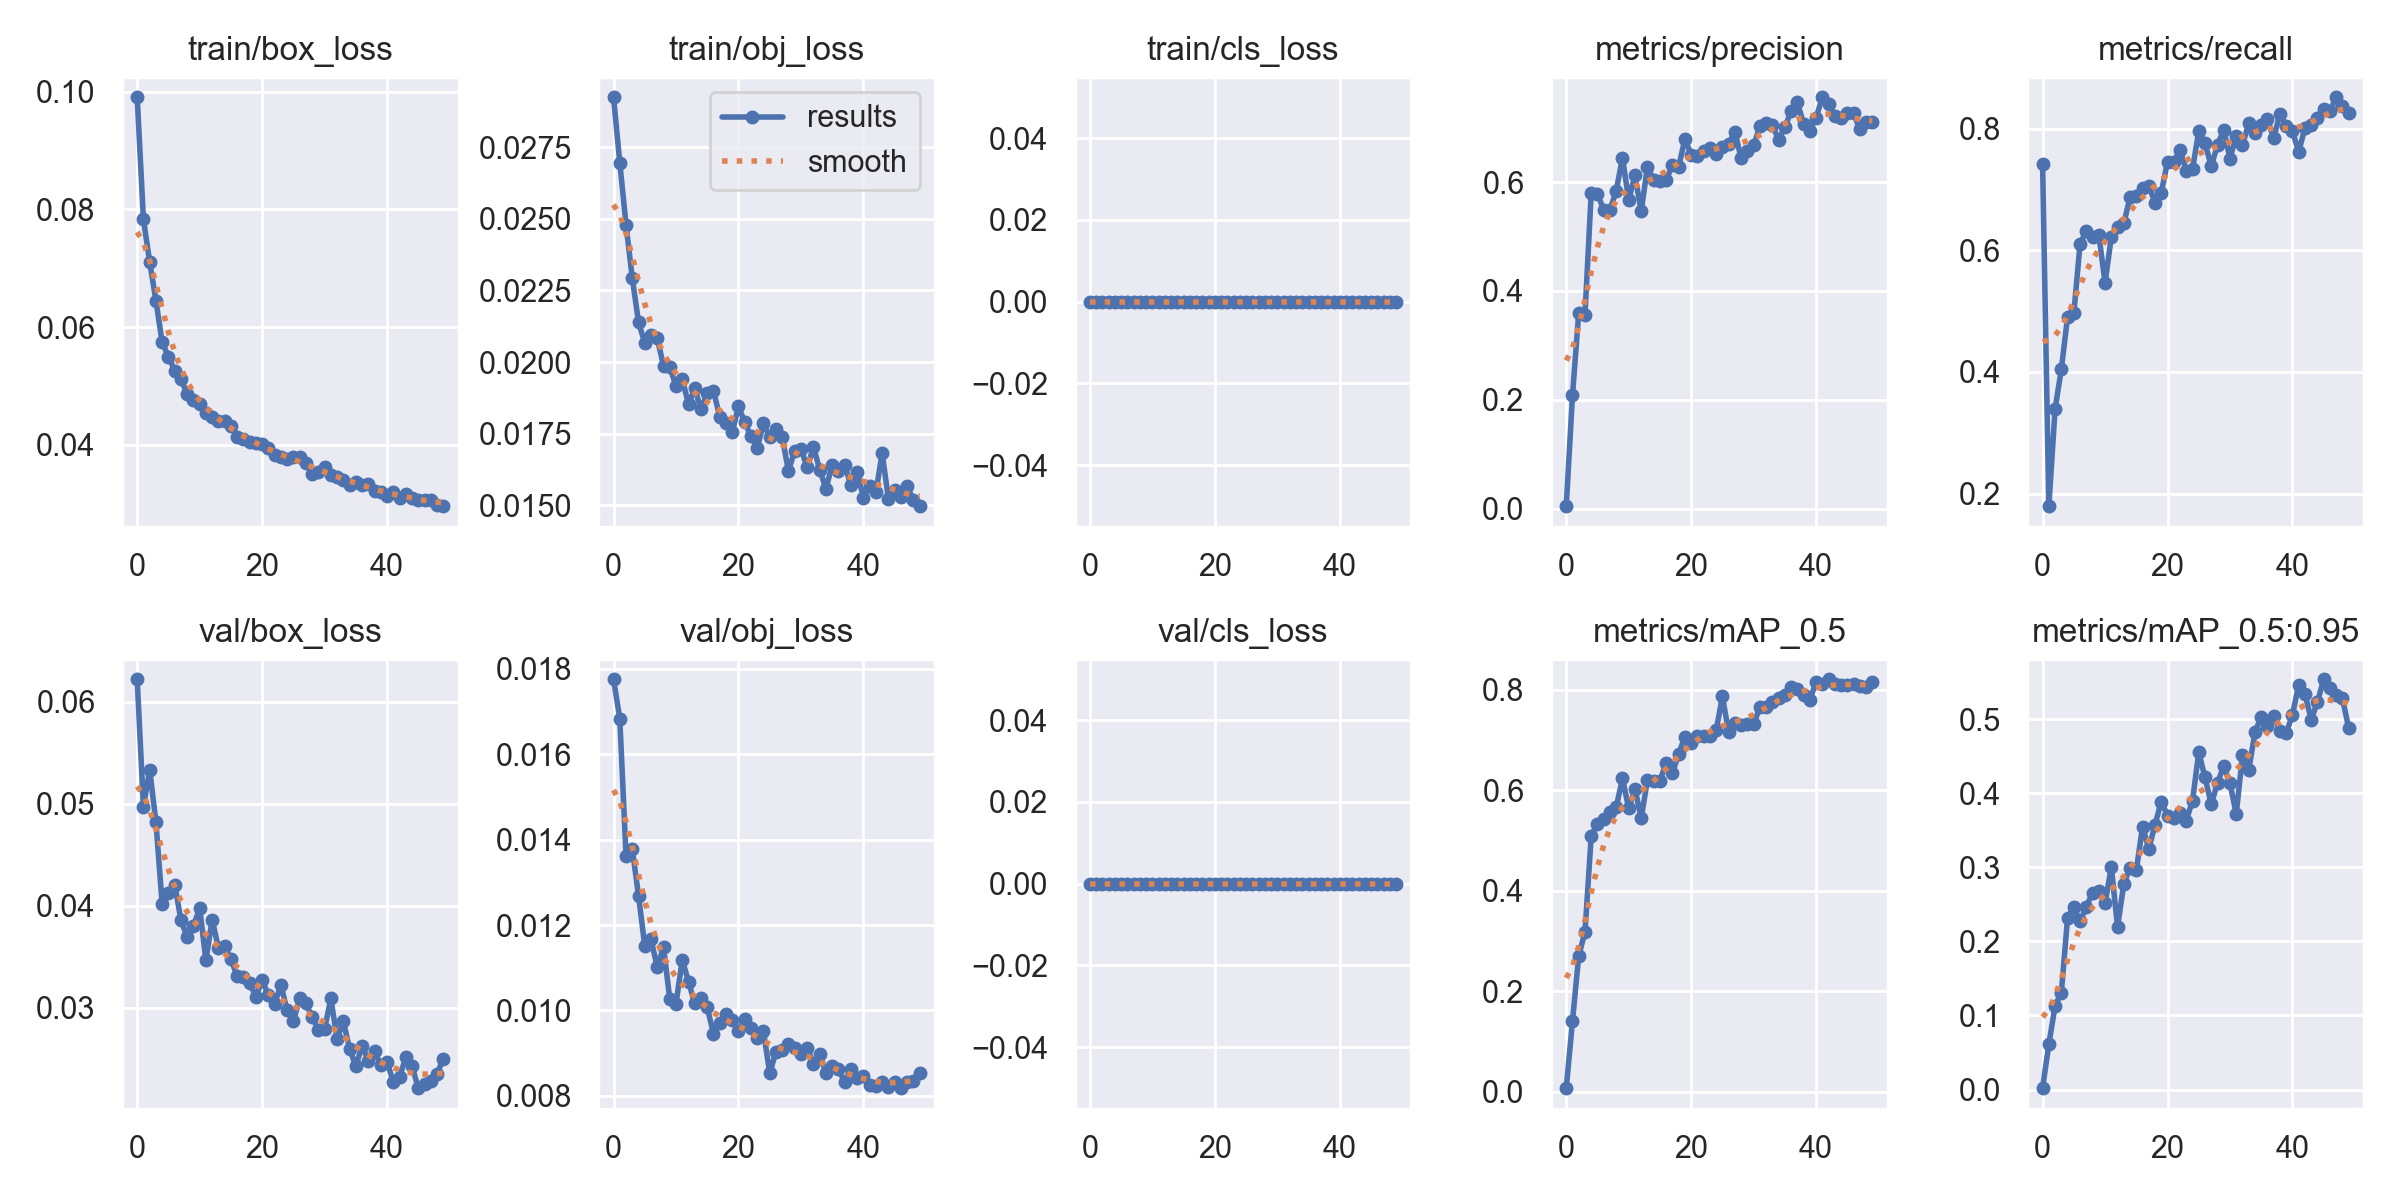 train/box_loss
0.10
0.08
0.06
0.04
0 20 40
train/obj_loss
results
smooth
0.0275
0.0250
0.0225
0.0200
0.0175
0.0150
0 20 40
train/cls_loss
0.04
0.02
0.00
−0.02
−0.04
0 20 40
metrics/precision
0.6
0.4
0.2
0.0
0 20 40
metrics/recall
0.8
0.6
0.4
0.2
0 20 40
val/box_loss
0.06
0.05
0.04
0.03
0 20 40
val/obj_loss
0.018
0.016
0.014
0.012
0.010
0.008
0 20 40
val/cls_loss
0.04
0.02
0.00
−0.02
−0.04
0 20 40
metrics/mAP_0.5
0.8
0.6
0.4
0.2
0.0
0 20 40
metrics/mAP_0.5:0.95
0.5
0.4
0.3
0.2
0.1
0.0
0 20 40